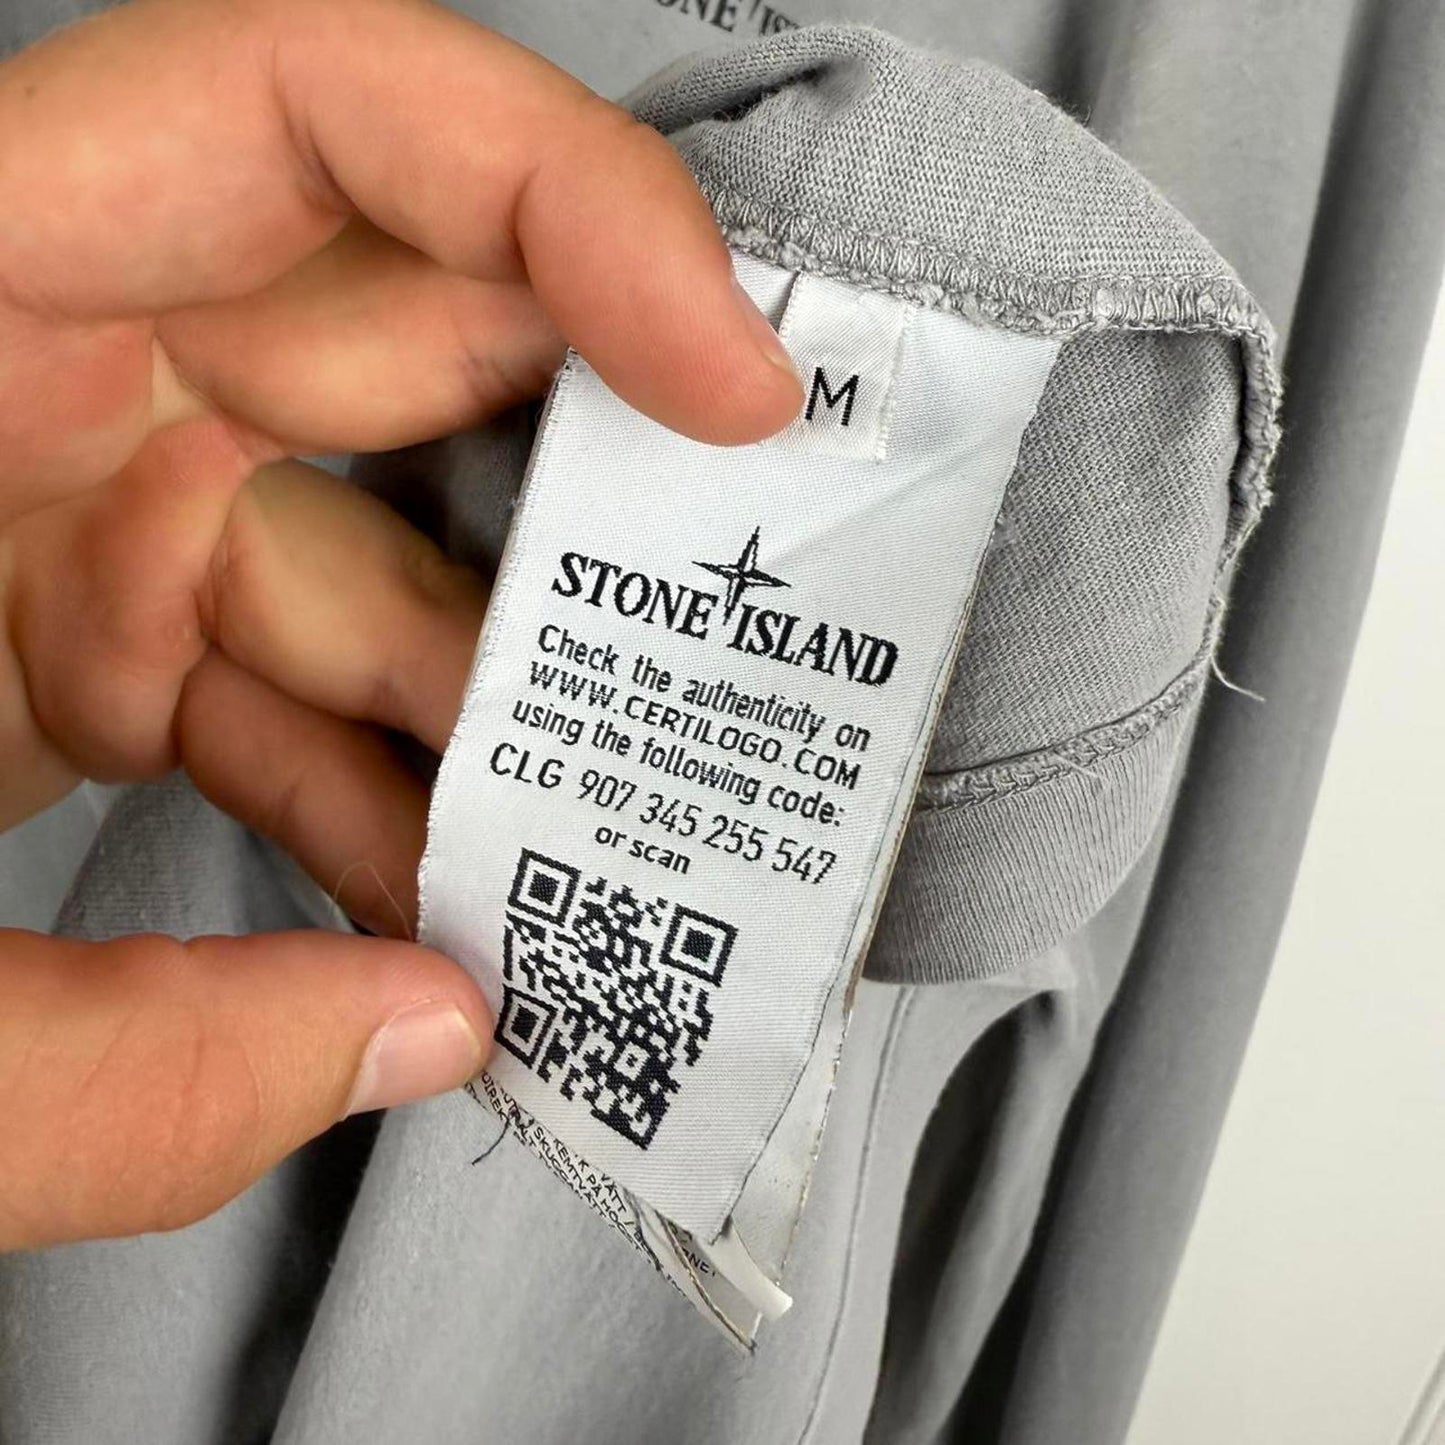 M
STONE ISLAND
Check the authenticity on
WWW.CERTILOGO.COM
using the following code:
CLG 907 345 255 547
or scan